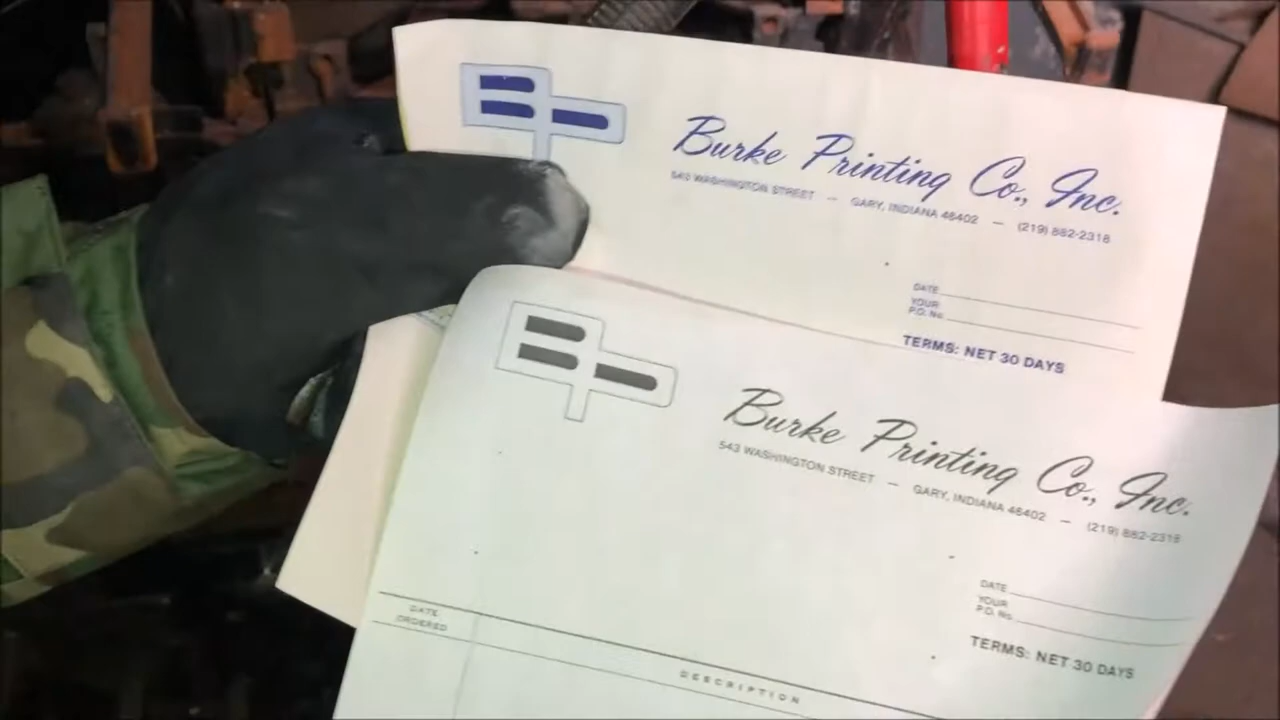 Burke Printing Co., Inc.
543 WASHINGTON STREET — GARY, INDIANA 46402 — (219) 882-2318
DATE
YOUR
P.O. No.
TERMS: NET 30 DAYS
Burke Printing Co., Inc.
543 WASHINGTON STREET — GARY, INDIANA 46402 — (219) 882-2318
DATE
YOUR
P.O. No.
TERMS: NET 30 DAYS
DATE
ORDERED
DESCRIPTION